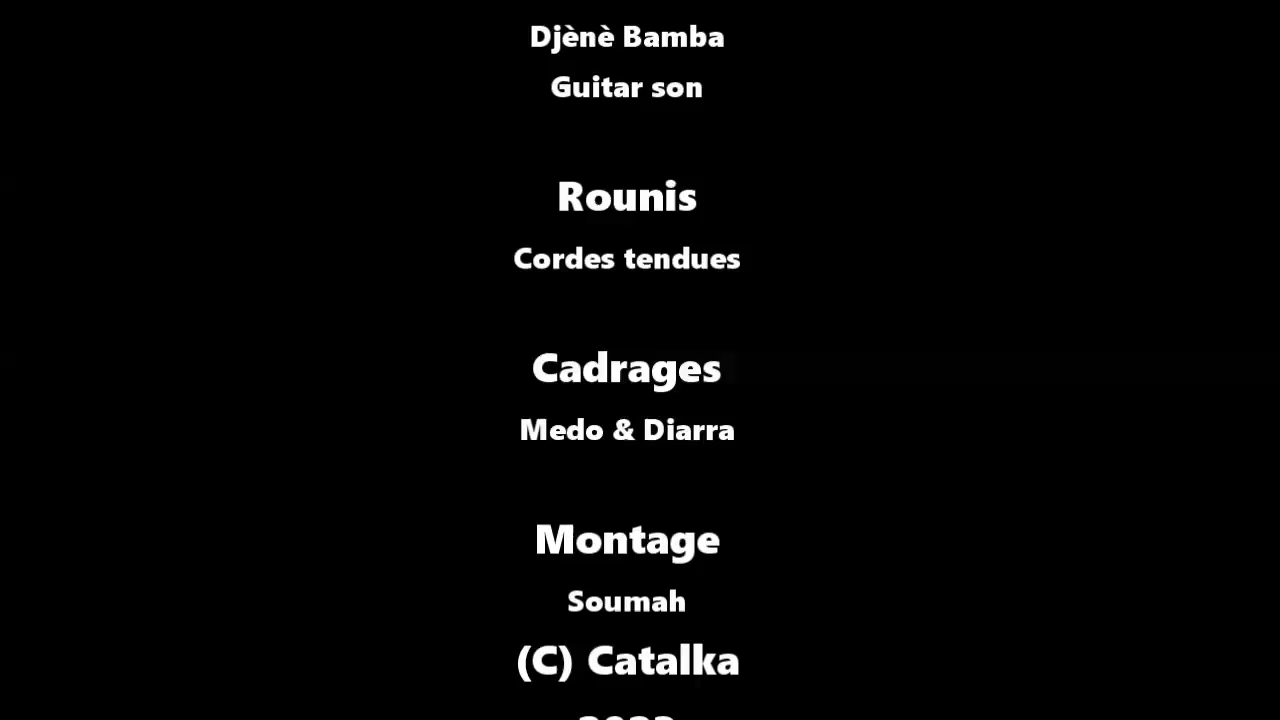 Djènè Bamba
Guitar son
Rounis
Cordes tendues
Cadrages
Medo & Diarra
Montage
Soumah
(C) Catalka